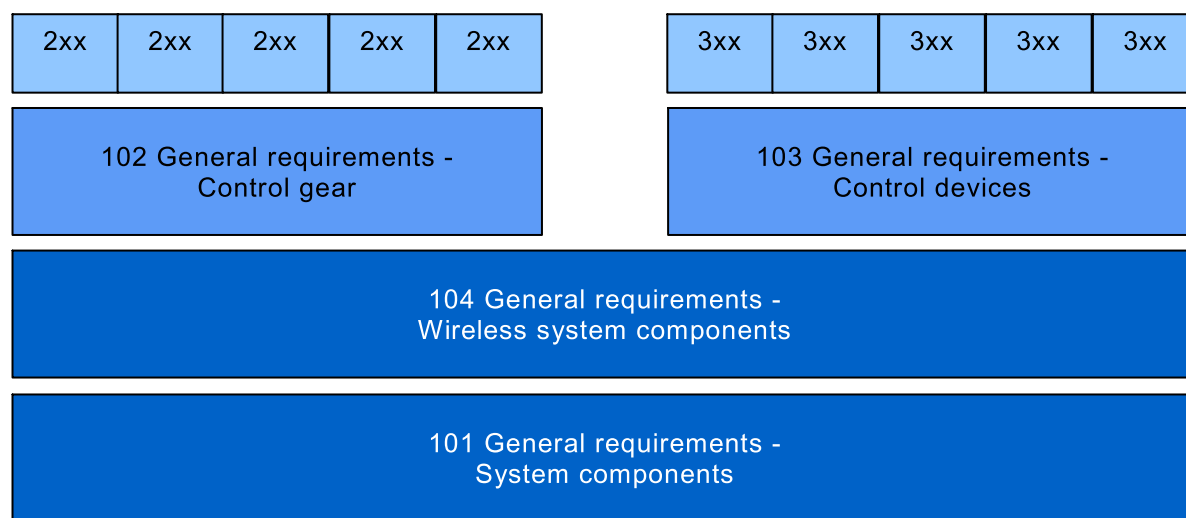 2xx 2xx 2xx 2xx 2xx 3xx 3xx 3xx 3xx 3xx
102 General requirements -
Control gear
103 General requirements -
Control devices
104 General requirements -
Wireless system components
101 General requirements -
System components